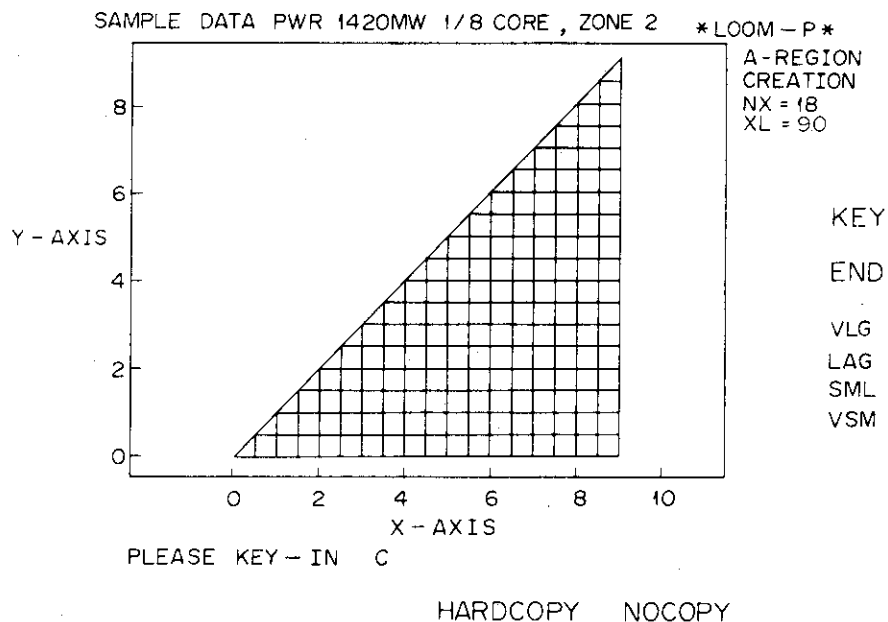 SAMPLE DATA PWR 1420MW 1/8 CORE , ZONE 2 *LOOM-P*
A-REGION
CREATION
NX = 18
XL = 90
8
6
KEY
Y-AXIS
END
4
VLG
LAG
2
SML
VSM
0
0 2 4 6 8 10
X-AXIS
PLEASE KEY-IN C
HARDCOPY NOCOPY